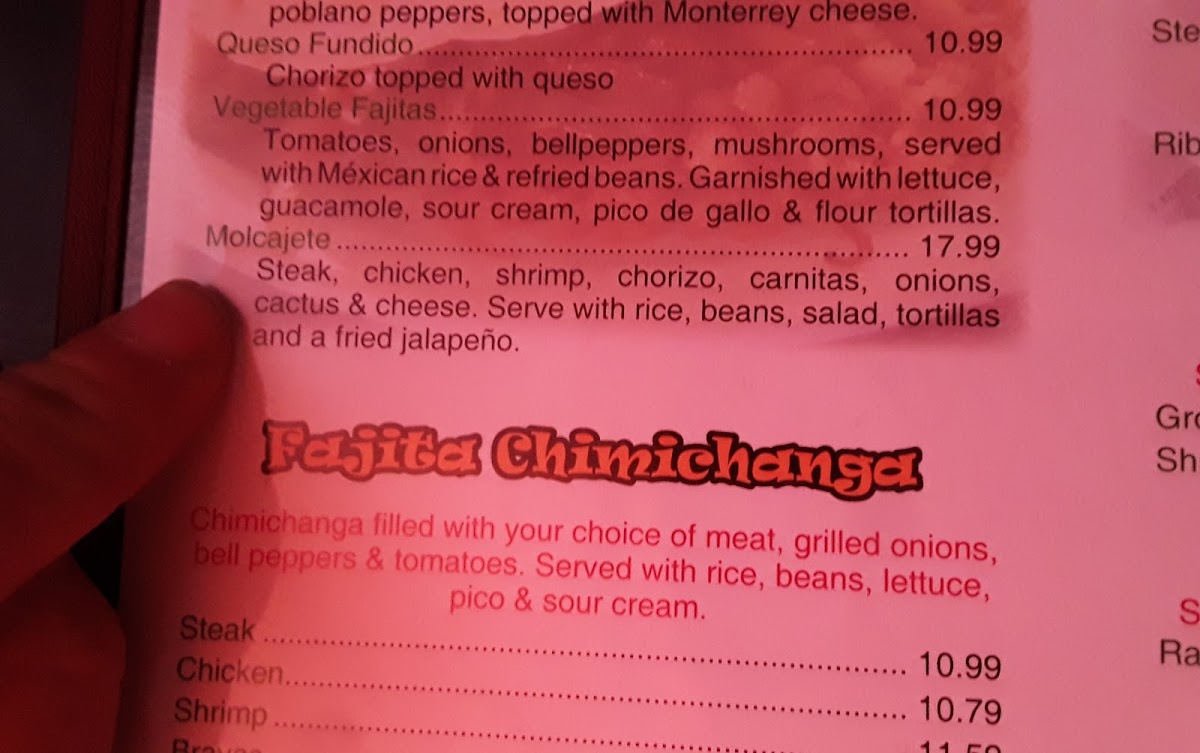 poblano peppers, topped with Monterrey cheese.
Queso Fundido 10.99
Chorizo topped with queso
Vegetable Fajitas 10.99
Tomatoes, onions, bellpeppers, mushrooms, served
with Méxican rice & refried beans. Garnished with lettuce,
guacamole, sour cream, pico de gallo & flour tortillas.
Molcajete 17.99
Steak, chicken, shrimp, chorizo, carnitas, onions,
cactus & cheese. Serve with rice, beans, salad, tortillas
and a fried jalapeño.
Fajita Chimichanga
Chimichanga filled with your choice of meat, grilled onions,
bell peppers & tomatoes. Served with rice, beans, lettuce,
pico & sour cream.
Steak 10.99
Chicken 10.79
Shrimp
Ste
Rib
Gro
Sh
S
Ra